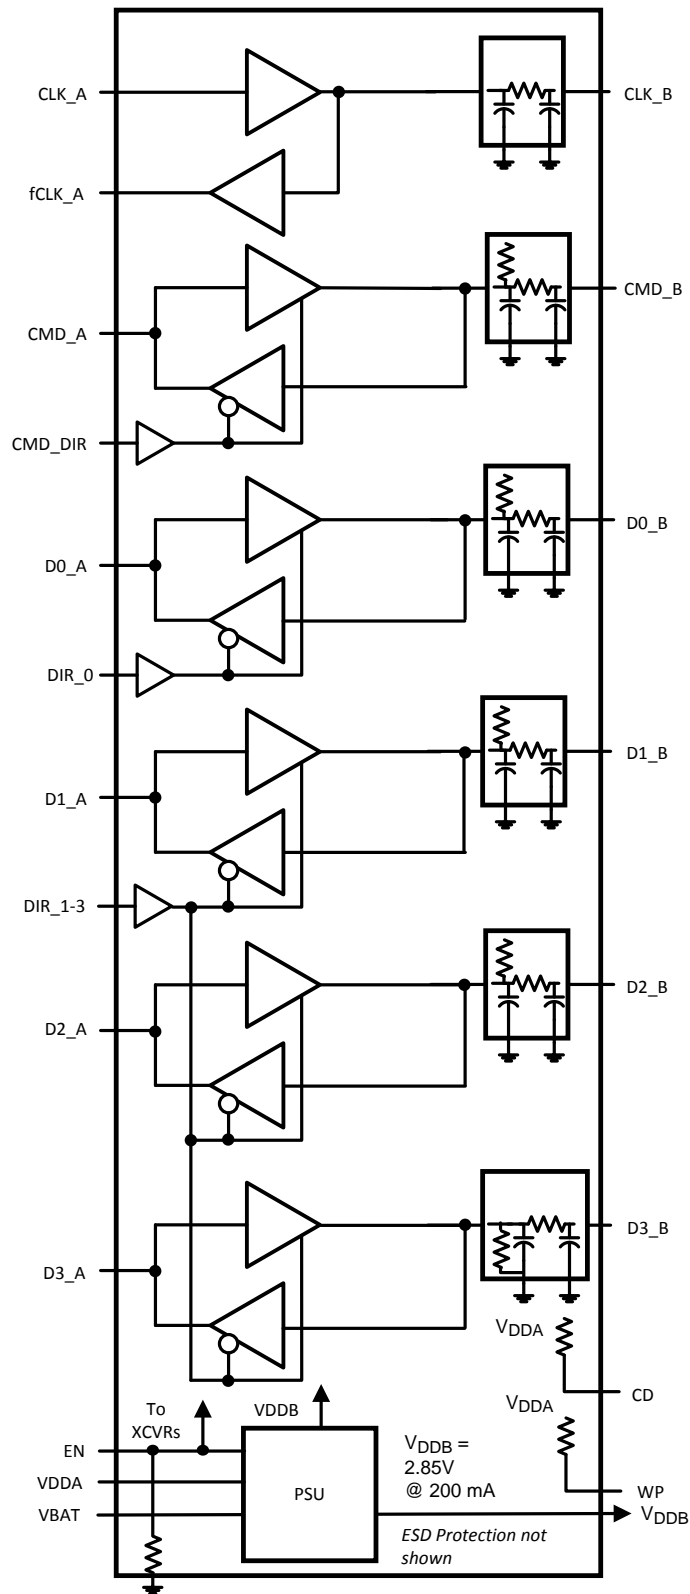 CLK_A
CLK_B
fCLK_A
CMD_B
CMD_A
CMD_DIR
D0_B
D0_A
DIR_0
D1_B
D1_A
DIR_1-3
D2_B
D2_A
D3_B
D3_A
VDDA
CD
VDDA
To
XCVRs
VDDB
EN
VDDA
VBAT
PSU
VDDB =
2.85V
@ 200 mA
WP
VDDB
ESD Protection not
shown